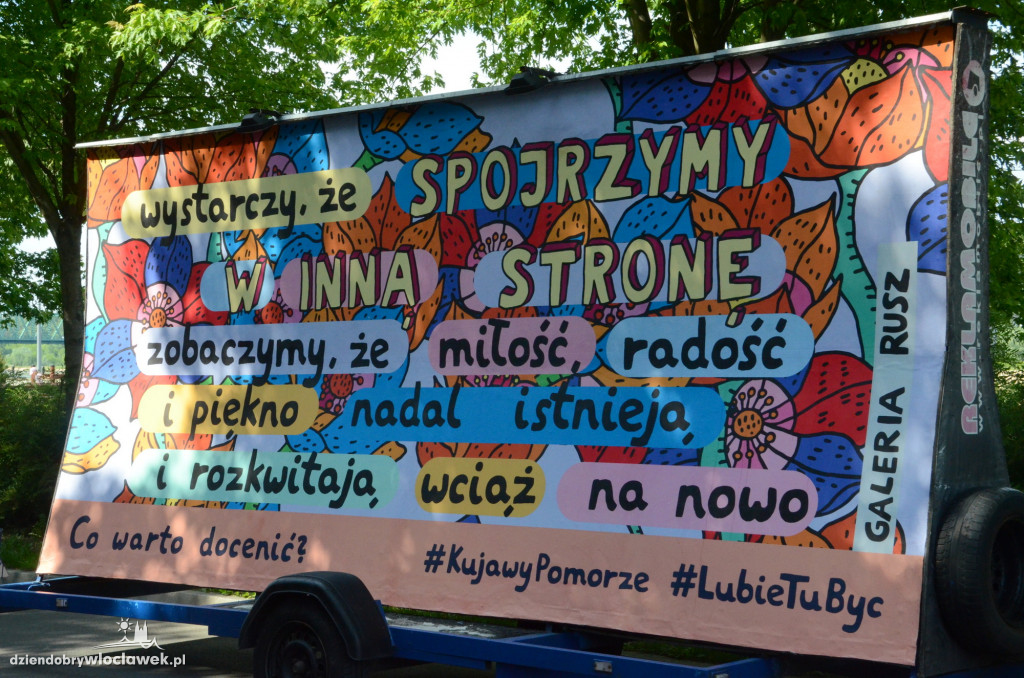 wystarczy, że SPOJRZYMY
W INNĄ STRONĘ
zobaczymy, że miłość, radość
i piękno nadal istnieją
i rozkwitają wciąż na nowo
Co warto docenić? #KujawyPomorze #LubieTuByc
GALERIA RUSZ
REKLAMOBIL
dziendobrywloclawek.pl